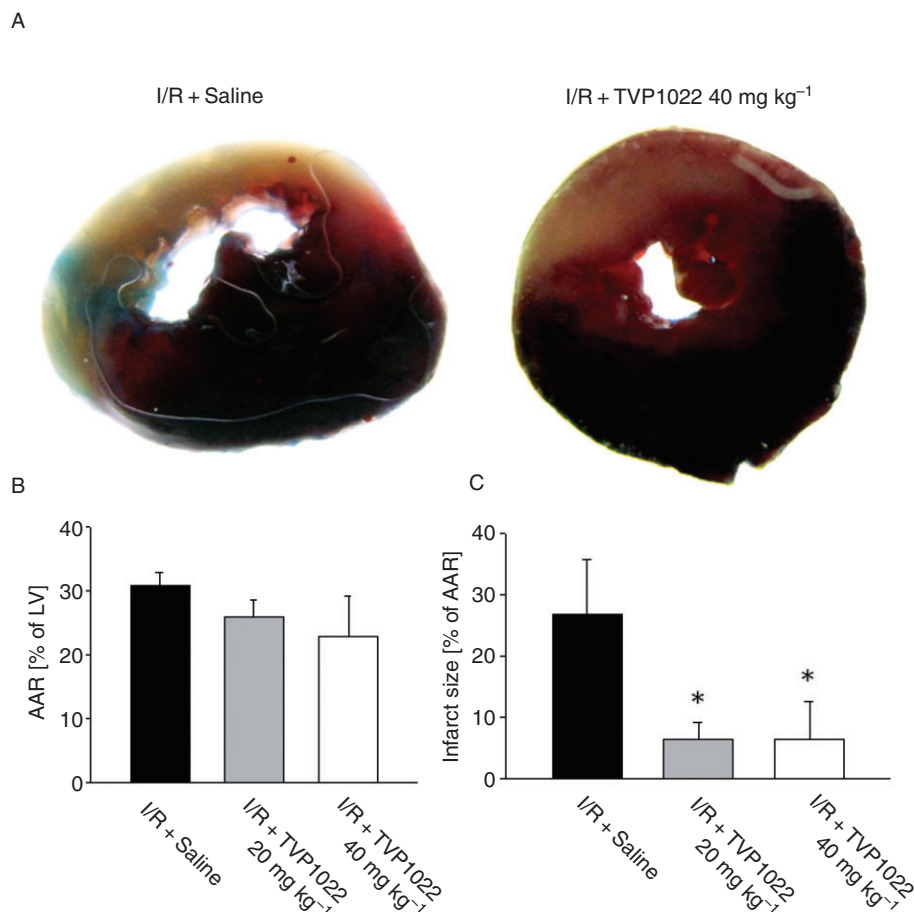 A
I/R + Saline
I/R + TVP1022 40 mg kg⁻¹
B
AAR [% of LV]
40
30
20
10
0
I/R + Saline
I/R + TVP1022
20 mg kg⁻¹
I/R + TVP1022
40 mg kg⁻¹
C
Infarct size [% of AAR]
40
30
20
10
0
*
*
I/R + Saline
I/R + TVP1022
20 mg kg⁻¹
I/R + TVP1022
40 mg kg⁻¹